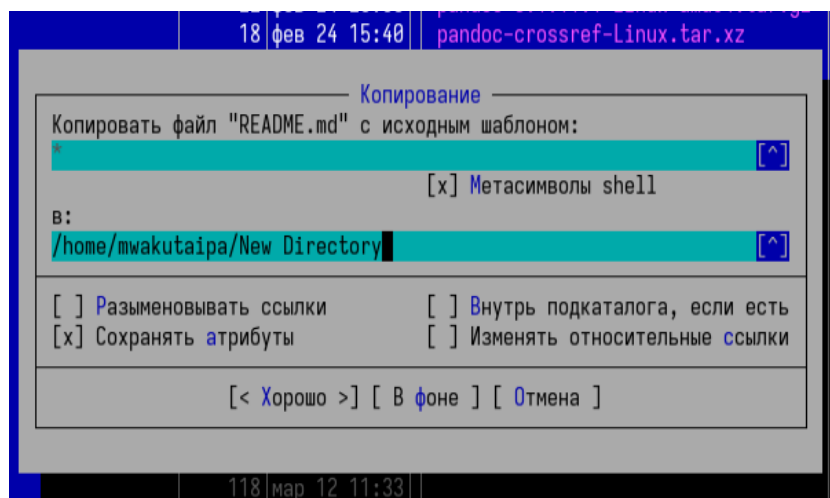 18 фев 24 15:40 pandoc-crossref-Linux.tar.xz
Копирование
Копировать файл "README.md" с исходным шаблоном:
* [^]
[x] Метасимволы shell
в:
/home/mwakutaipa/New Directory [^]
[ ] Разыменовывать ссылки [ ] Внутрь подкаталога, если есть
[x] Сохранять атрибуты [ ] Изменять относительные ссылки
[< Хорошо >] [ В фоне ] [ Отмена ]
118 мар 12 11:33